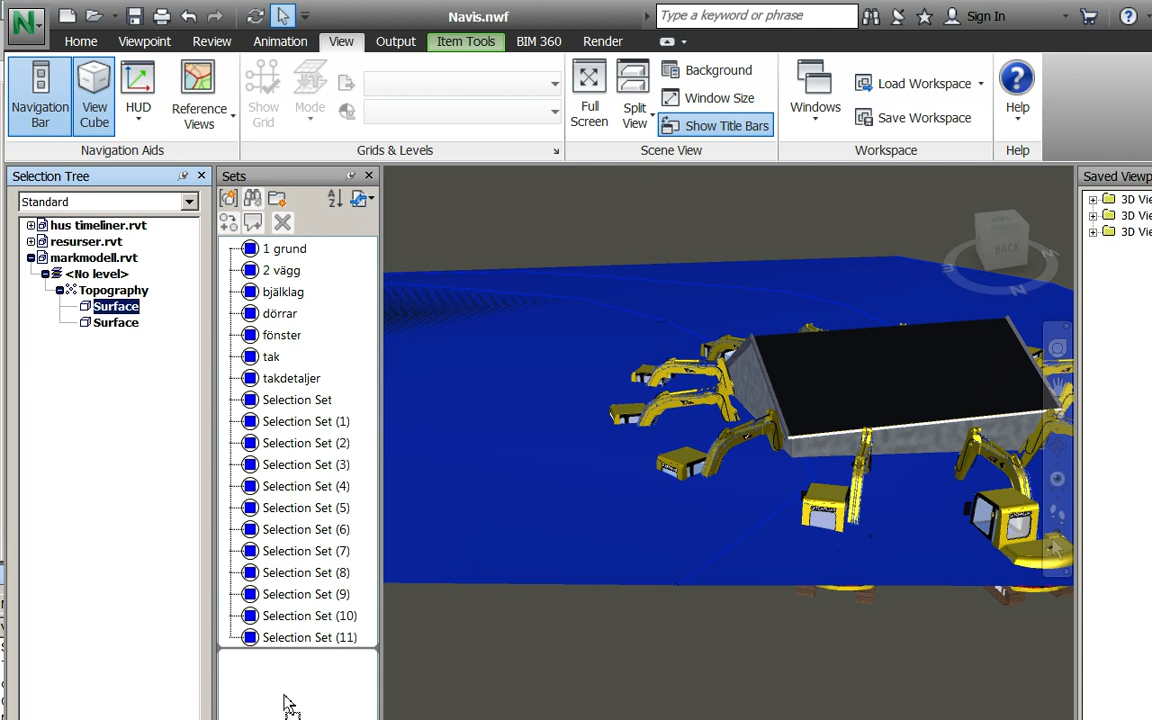 Navis.nwf
Type a keyword or phrase
Sign In
Home Viewpoint Review Animation View Output Item Tools BIM 360 Render
Navigation Bar
View Cube
HUD
Reference Views
Navigation Aids
Show Grid
Mode
Grids & Levels
Full Screen
Split View
Background
Window Size
Show Title Bars
Scene View
Windows
Load Workspace
Save Workspace
Workspace
Help
Help
Selection Tree
Standard
hus timeliner.rvt
resurser.rvt
markmodell.rvt
<No level>
Topography
Surface
Surface
Sets
1 grund
2 vägg
bjälklag
dörrar
fönster
tak
takdetaljer
Selection Set
Selection Set (1)
Selection Set (2)
Selection Set (3)
Selection Set (4)
Selection Set (5)
Selection Set (6)
Selection Set (7)
Selection Set (8)
Selection Set (9)
Selection Set (10)
Selection Set (11)
BACK
N
Saved Viewp
3D Vie
3D Vie
3D Vie